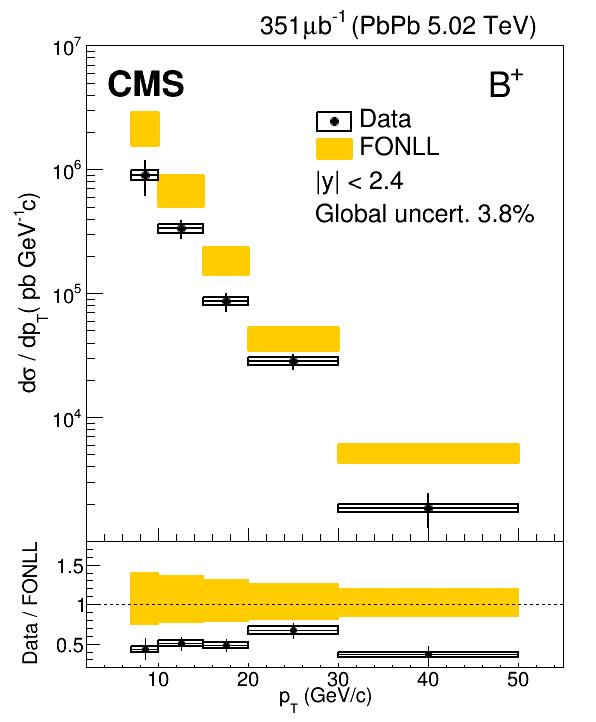 351μb⁻¹ (PbPb 5.02 TeV)
10⁷
CMS
B⁺
Data
FONLL
|y| < 2.4
Global uncert. 3.8%
10⁶
10⁵
10⁴
dσ / dp_T( pb GeV⁻¹c)
1.5
1
0.5
Data / FONLL
10 20 30 40 50
p_T (GeV/c)